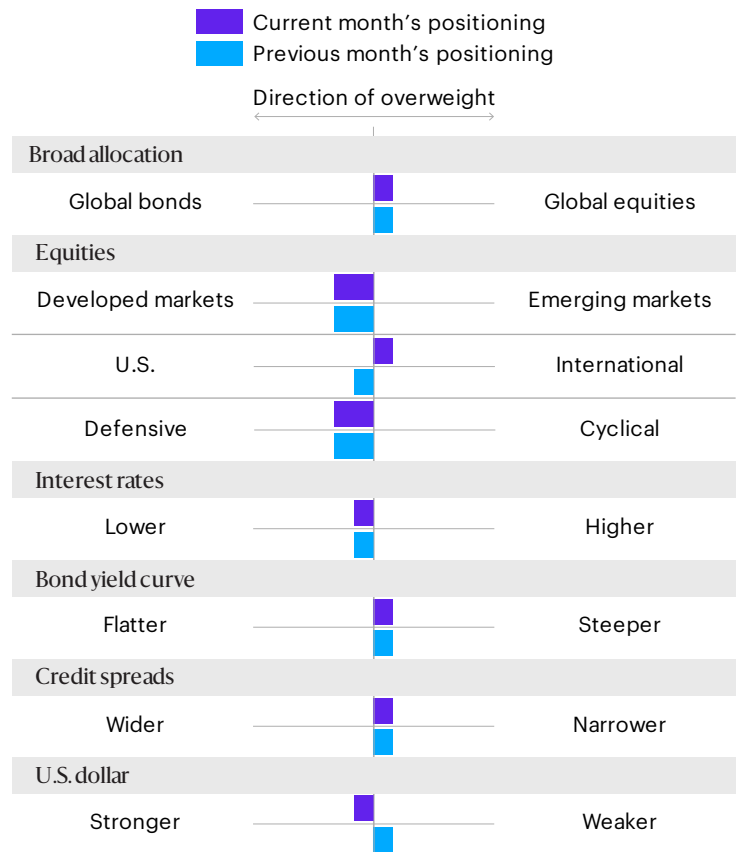 Current month’s positioning
Previous month’s positioning
Direction of overweight
Broad allocation
Global bonds Global equities
Equities
Developed markets Emerging markets
U.S. International
Defensive Cyclical
Interest rates
Lower Higher
Bond yield curve
Flatter Steeper
Credit spreads
Wider Narrower
U.S. dollar
Stronger Weaker